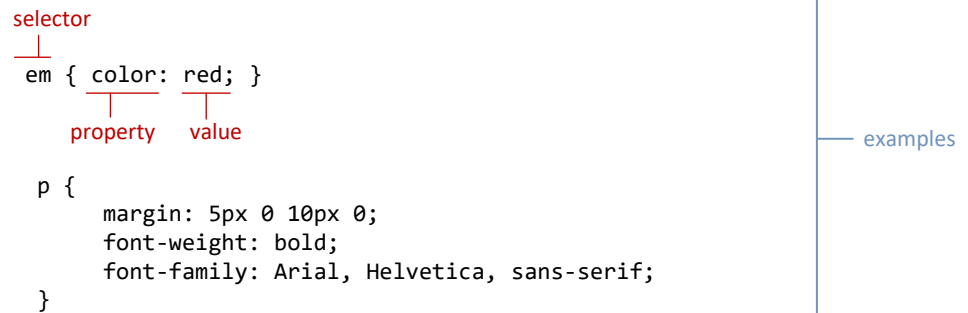 selector
em { color: red; }
property value
examples
p {
margin: 5px 0 10px 0;
font-weight: bold;
font-family: Arial, Helvetica, sans-serif;
}